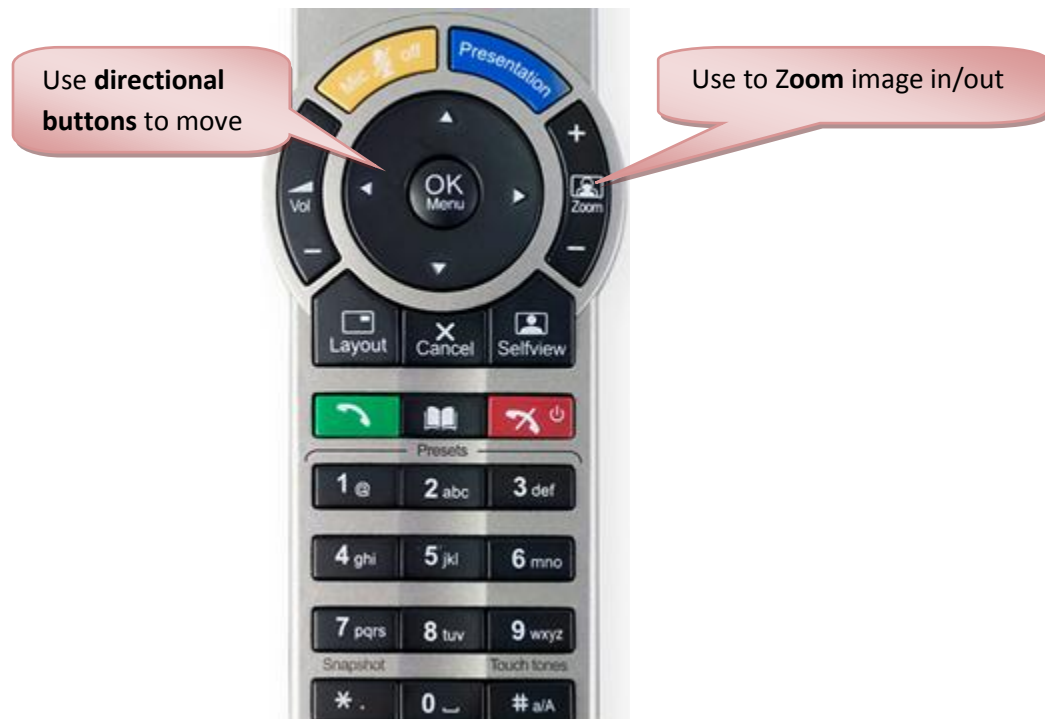 Use directional
buttons to move
Use to Zoom image in/out
Mic off
Presentation
+
+
OK
Menu
Vol
Zoom
-
-
Layout
Cancel
Selfview
Presets
1 @
2 abc
3 def
4 ghi
5 jkl
6 mno
7 pqrs
8 tuv
9 wxyz
Snapshot
Touch tones
* .
0 ⎵
# a/A